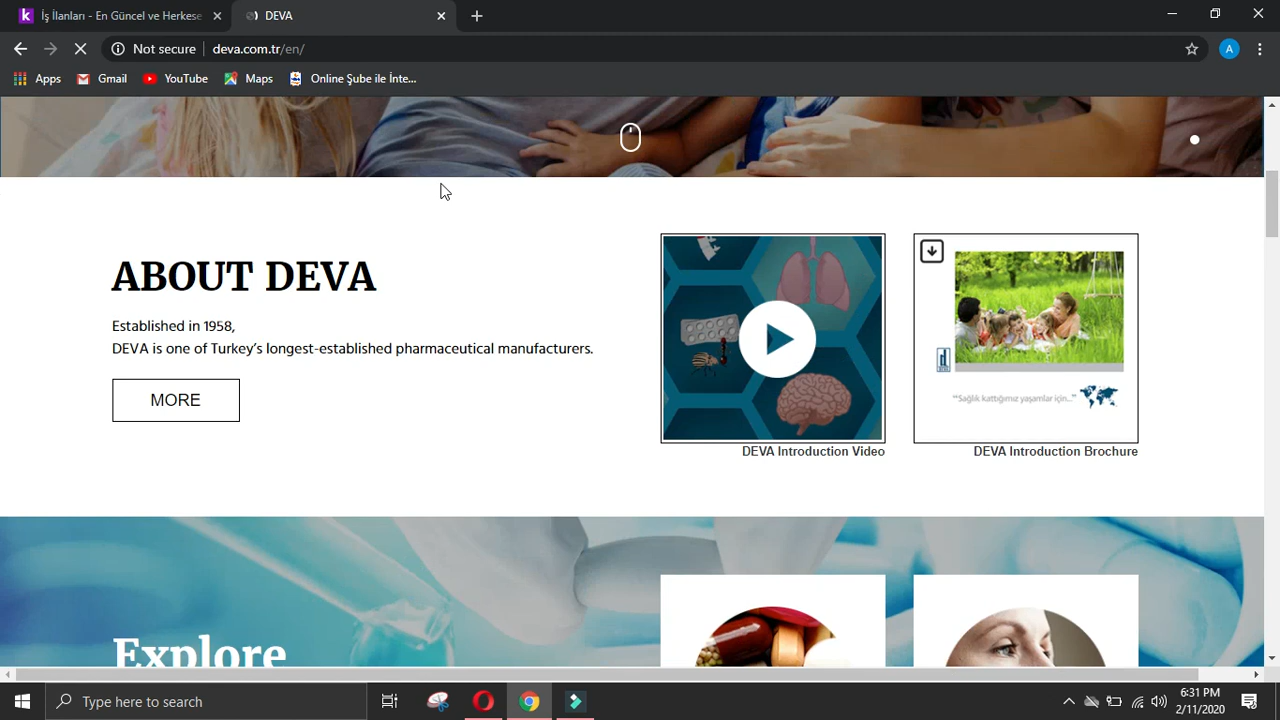 İş İlanları - En Güncel ve Herkese
DEVA
Not secure
deva.com.tr/en/
A
Apps
Gmail
YouTube
Maps
Online Şube ile İnte...
ABOUT DEVA
Established in 1958,
DEVA is one of Turkey's longest-established pharmaceutical manufacturers.
MORE
DEVA Introduction Video
"Sağlık kattığımız yaşamlar için..."
DEVA Introduction Brochure
Explore
Type here to search
6:31 PM
2/11/2020